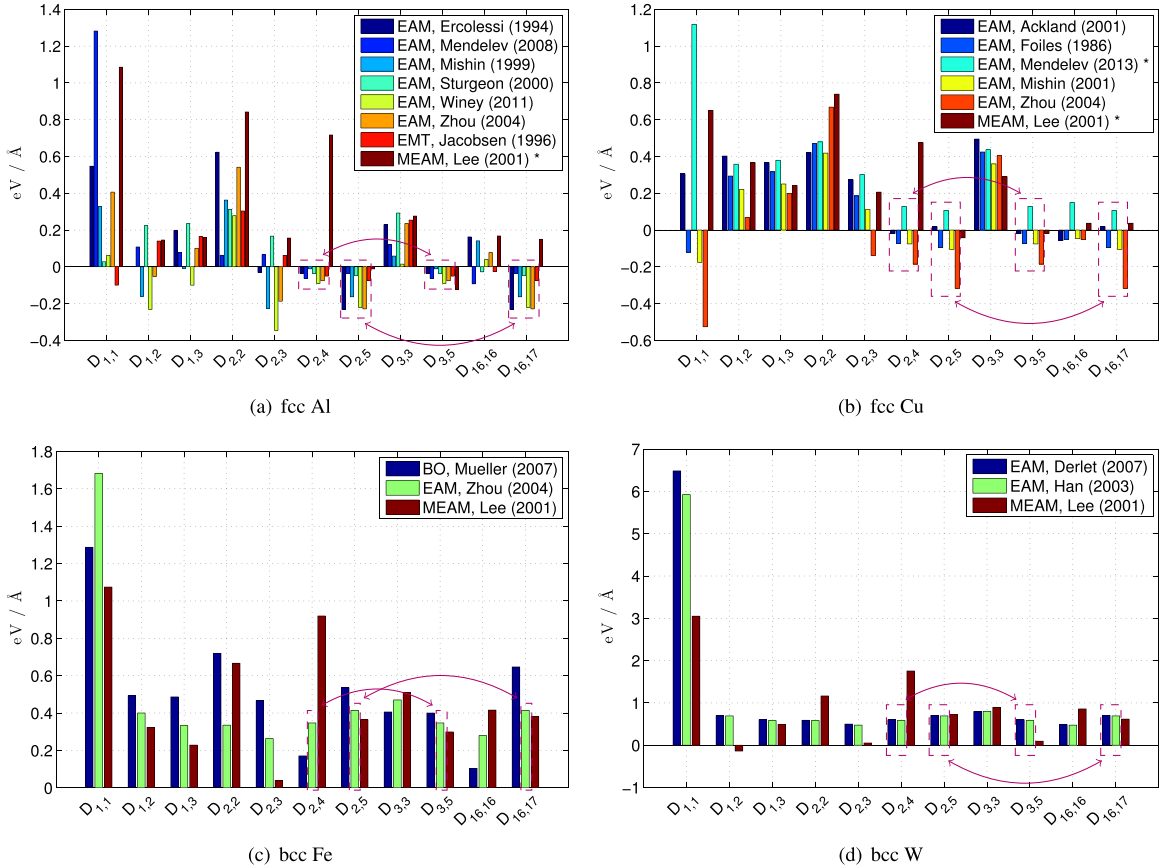 1.4
1.2
1
0.8
0.6
0.4
0.2
0
−0.2
−0.4
eV / Å
EAM, Ercolessi (1994)
EAM, Mendelev (2008)
EAM, Mishin (1999)
EAM, Sturgeon (2000)
EAM, Winey (2011)
EAM, Zhou (2004)
EMT, Jacobsen (1996)
MEAM, Lee (2001) *
D1,1 D1,2 D1,3 D2,2 D2,3 D2,4 D2,5 D3,3 D3,5 D16,16 D16,17
(a) fcc Al
1.2
1
0.8
0.6
0.4
0.2
0
−0.2
−0.4
−0.6
eV / Å
EAM, Ackland (2001)
EAM, Foiles (1986)
EAM, Mendelev (2013) *
EAM, Mishin (2001)
EAM, Zhou (2004)
MEAM, Lee (2001) *
D1,1 D1,2 D1,3 D2,2 D2,3 D2,4 D2,5 D3,3 D3,5 D16,16 D16,17
(b) fcc Cu
1.8
1.6
1.4
1.2
1
0.8
0.6
0.4
0.2
0
eV / Å
BO, Mueller (2007)
EAM, Zhou (2004)
MEAM, Lee (2001)
D1,1 D1,2 D1,3 D2,2 D2,3 D2,4 D2,5 D3,3 D3,5 D16,16 D16,17
(c) bcc Fe
7
6
5
4
3
2
1
0
−1
eV / Å
EAM, Derlet (2007)
EAM, Han (2003)
MEAM, Lee (2001)
D1,1 D1,2 D1,3 D2,2 D2,3 D2,4 D2,5 D3,3 D3,5 D16,16 D16,17
(d) bcc W